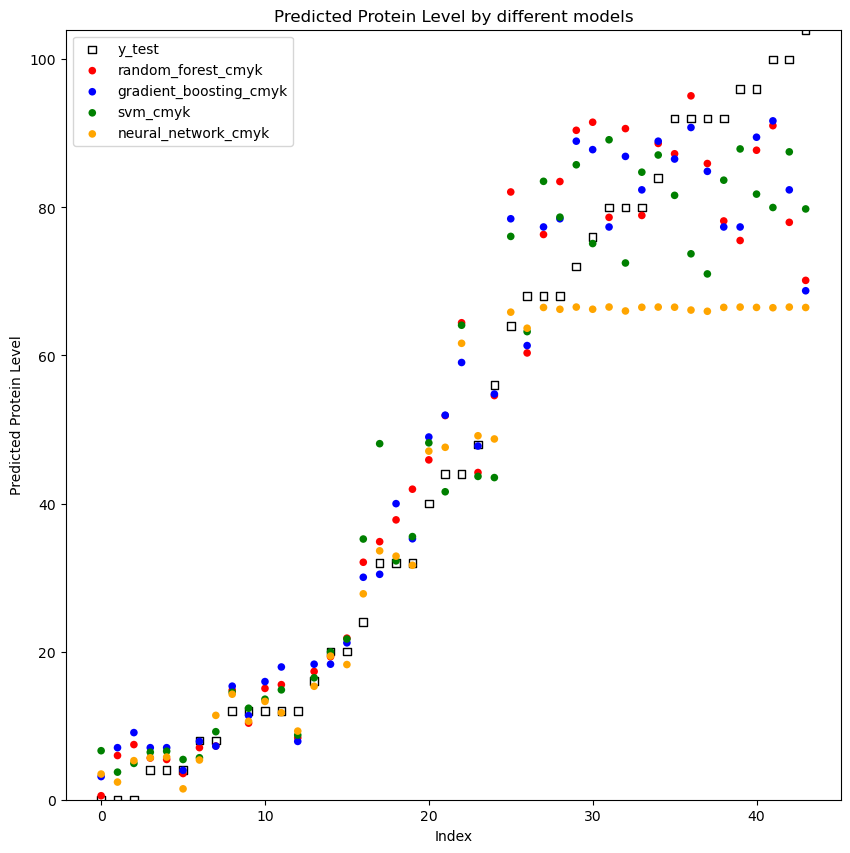 Predicted Protein Level by different models
y_test
random_forest_cmyk
gradient_boosting_cmyk
svm_cmyk
neural_network_cmyk
Predicted Protein Level
100
80
60
40
20
0
0 10 20 30 40
Index